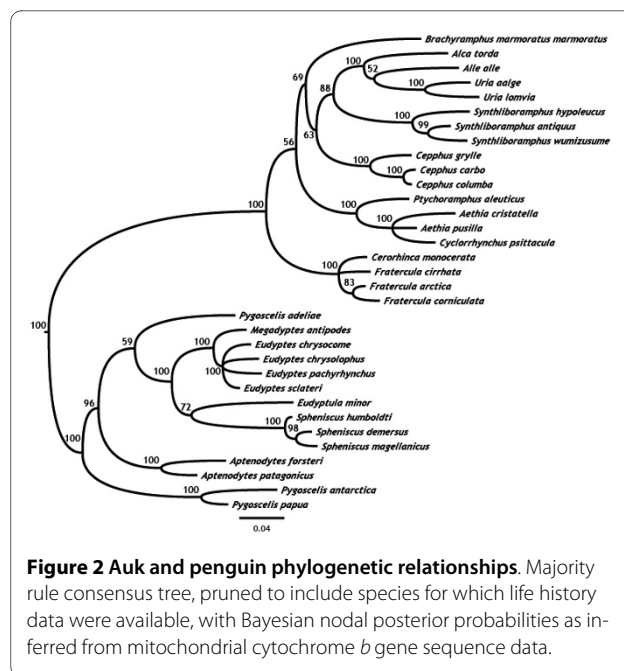 Brachyramphus marmoratus marmoratus
Alca torda
100
52
Alle alle
69
Uria aalge
100
88
Uria lomvia
Synthliboramphus hypoleucus
100
Synthliboramphus antiquus
99
63
Synthliboramphus wumizusume
56
Cepphus grylle
100
Cepphus carbo
100
Cepphus columba
Ptychoramphus aleuticus
100
Aethia cristatella
100
100
Aethia pusilla
Cyclorrhynchus psittacula
Cerorhinca monocerata
100
Fratercula cirrhata
83
Fratercula arctica
Fratercula corniculata
Pygoscelis adeliae
100
Megadyptes antipodes
59
100
Eudyptes chrysocome
Eudyptes chrysolophus
100
100
Eudyptes pachyrhynchus
Eudyptes sclateri
96
72
Eudyptula minor
100
Spheniscus humboldti
98
Spheniscus demersus
100
Spheniscus magellanicus
100
Aptenodytes forsteri
Aptenodytes patagonicus
100
Pygoscelis antarctica
Pygoscelis papua
0.04
Figure 2 Auk and penguin phylogenetic relationships. Majority
rule consensus tree, pruned to include species for which life history
data were available, with Bayesian nodal posterior probabilities as in-
ferred from mitochondrial cytochrome b gene sequence data.